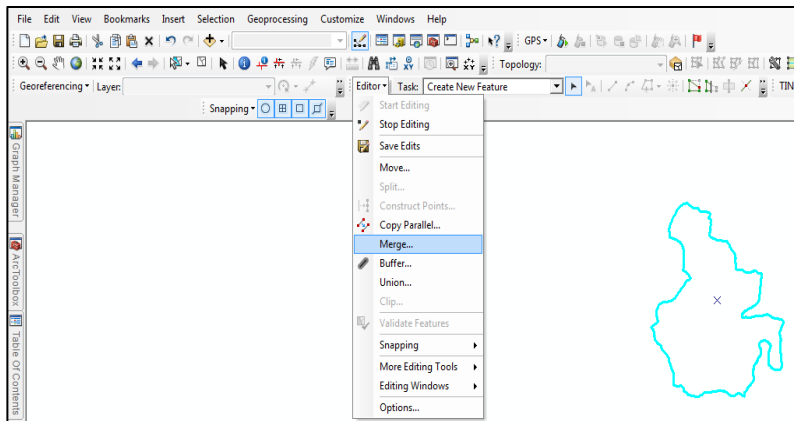 File Edit View Bookmarks Insert Selection Geoprocessing Customize Windows Help
GPS
Topology:
Georeferencing Layer: Editor Task: Create New Feature TIN
Snapping
Start Editing
Stop Editing
Save Edits
Move...
Split...
Construct Points...
Copy Parallel...
Merge...
Buffer...
Union...
Clip...
Validate Features
Snapping
More Editing Tools
Editing Windows
Options...
Graph Manager
ArcToolbox
Table Of Contents